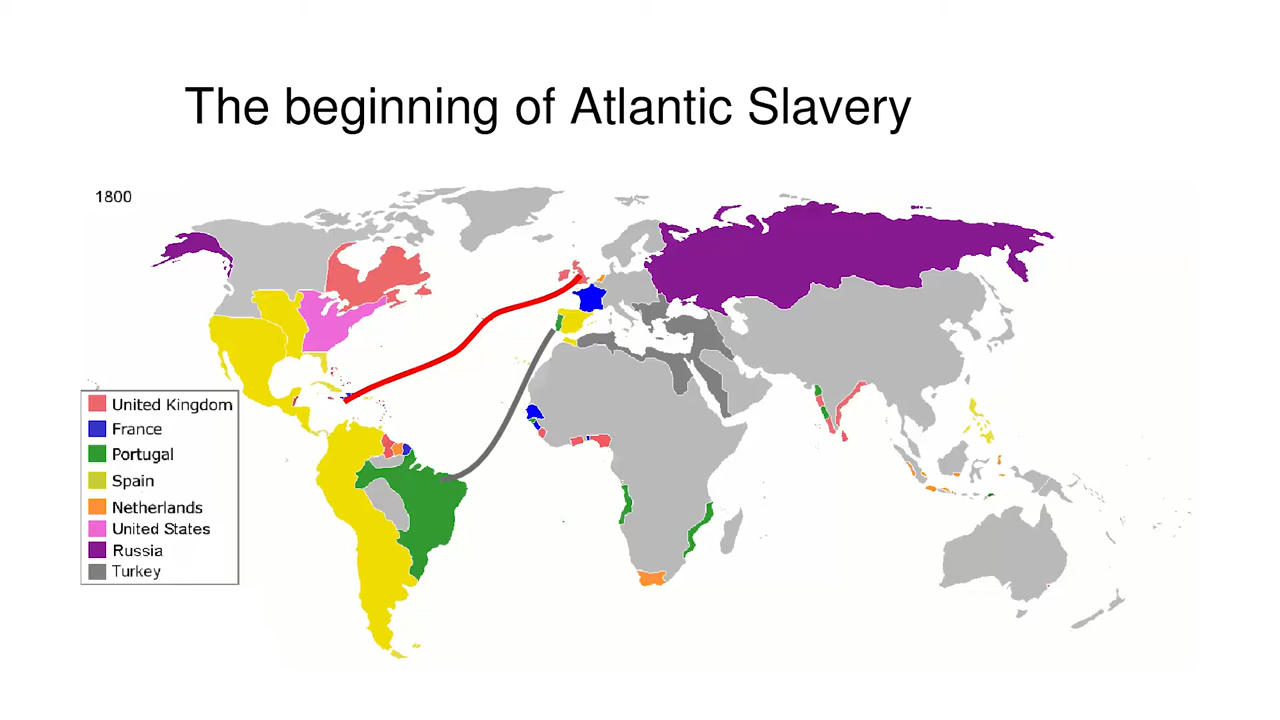 The beginning of Atlantic Slavery
1800
United Kingdom
France
Portugal
Spain
Netherlands
United States
Russia
Turkey